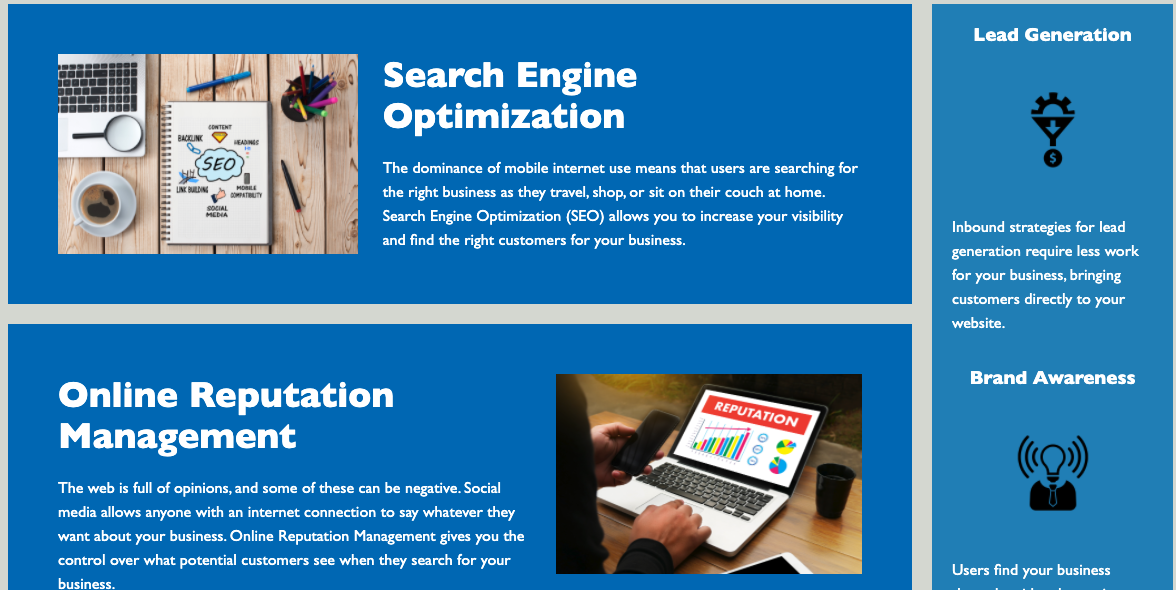 Search Engine
Optimization
The dominance of mobile internet use means that users are searching for
the right business as they travel, shop, or sit on their couch at home.
Search Engine Optimization (SEO) allows you to increase your visibility
and find the right customers for your business.
CONTENT
BACKLINK
HEADINGS
SEO
LINK BUILDING
MOBILE
COMPATIBILITY
SOCIAL
MEDIA
Online Reputation
Management
The web is full of opinions, and some of these can be negative. Social
media allows anyone with an internet connection to say whatever they
want about your business. Online Reputation Management gives you the
control over what potential customers see when they search for your
business.
REPUTATION
Lead Generation
$
Inbound strategies for lead
generation require less work
for your business, bringing
customers directly to your
website.
Brand Awareness
Users find your business